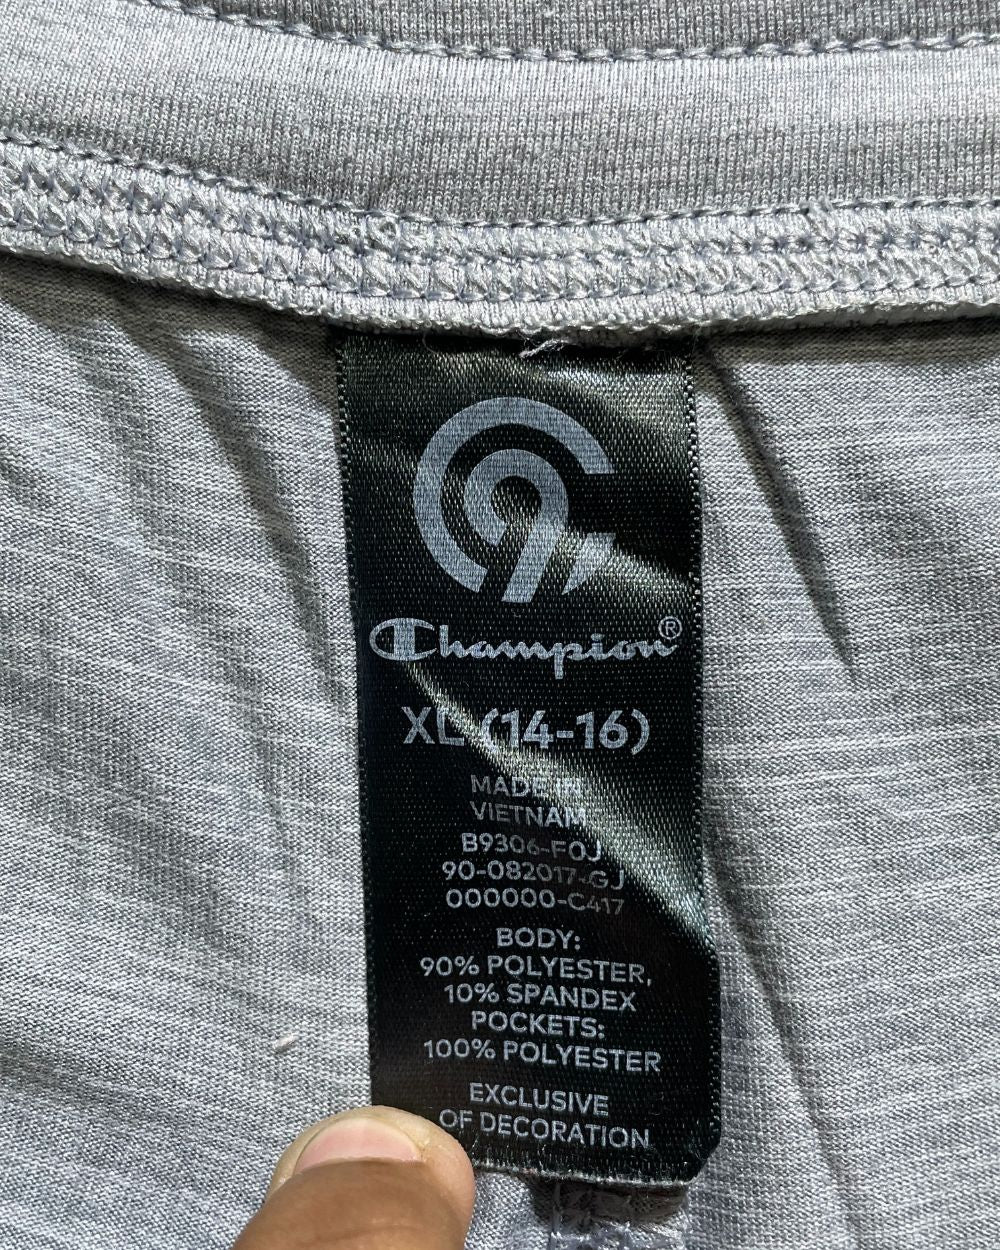 C9
Champion®
XL (14-16)
MADE IN
VIETNAM
B9306-F0J
90-082017-GJ
000000-C417
BODY:
90% POLYESTER,
10% SPANDEX
POCKETS:
100% POLYESTER
EXCLUSIVE
OF DECORATION